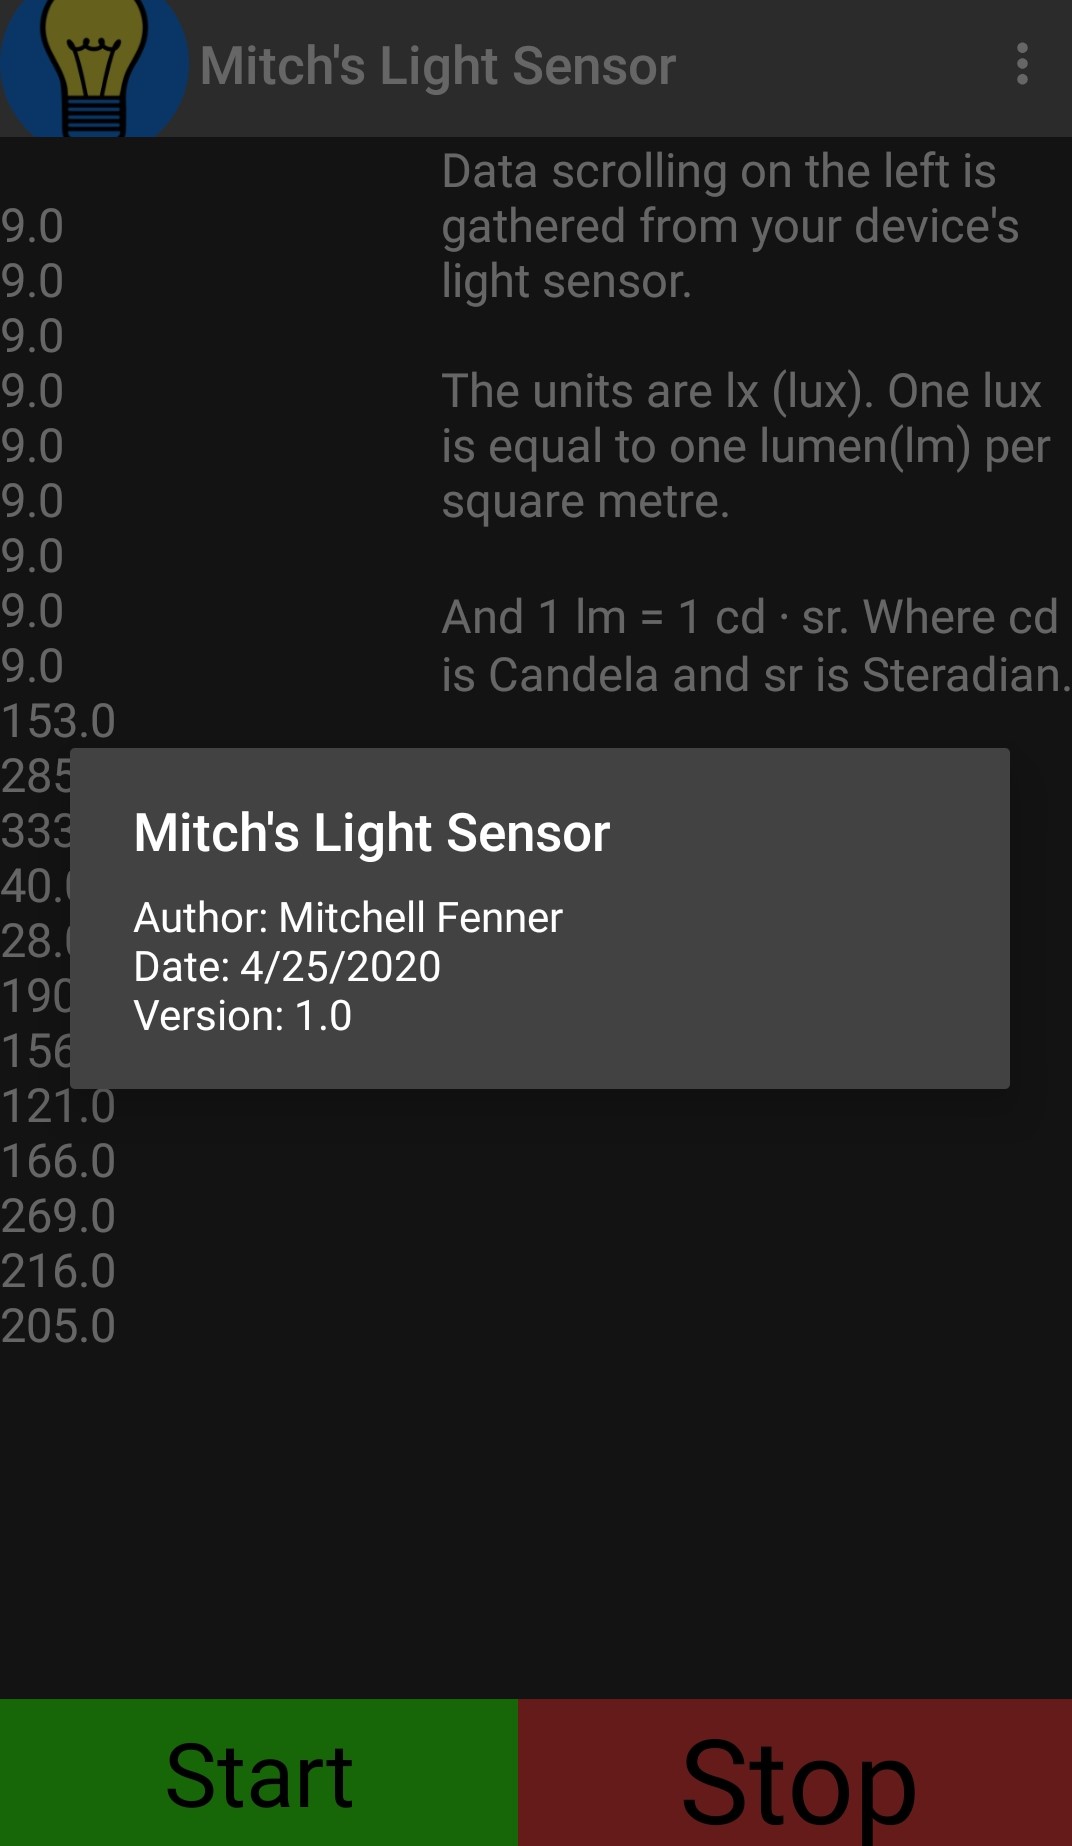 Mitch's Light Sensor
9.0
9.0
9.0
9.0
9.0
9.0
9.0
9.0
9.0
153.0
285
333
40.0
28.0
190
156
121.0
166.0
269.0
216.0
205.0
Data scrolling on the left is
gathered from your device's
light sensor.
The units are lx (lux). One lux
is equal to one lumen(lm) per
square metre.
And 1 lm = 1 cd · sr. Where cd
is Candela and sr is Steradian.
Mitch's Light Sensor
Author: Mitchell Fenner
Date: 4/25/2020
Version: 1.0
Start
Stop